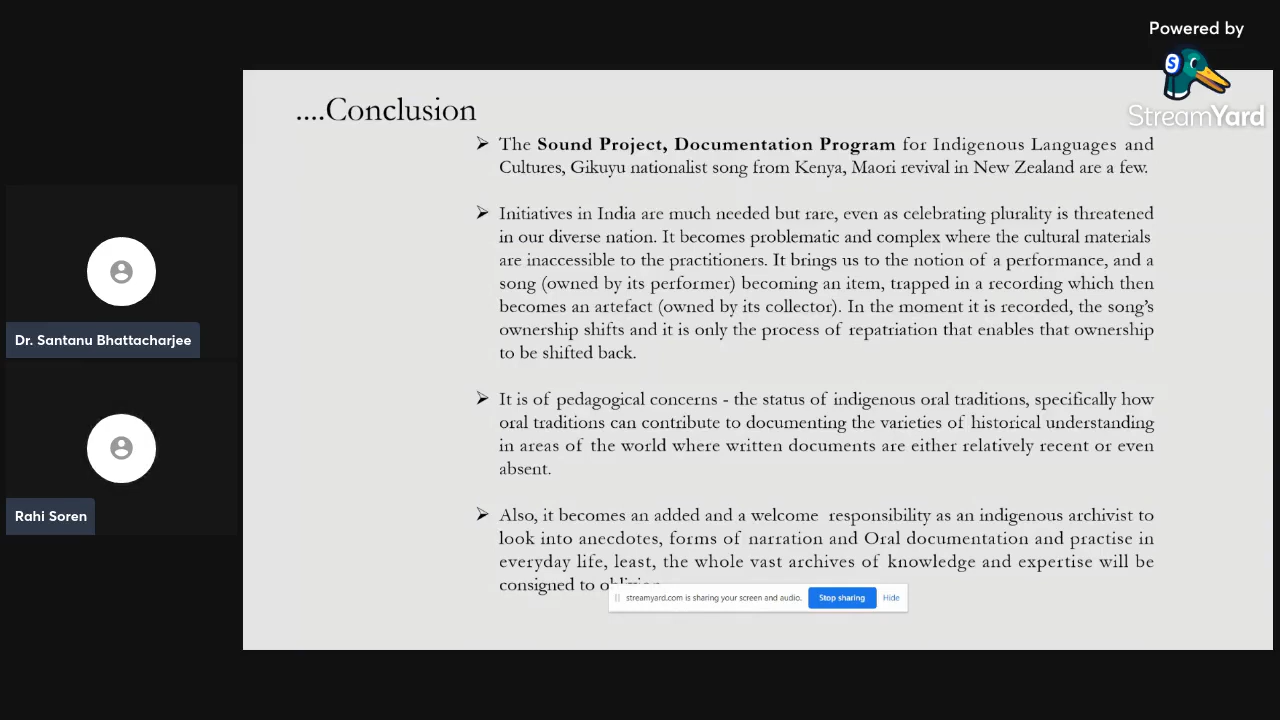 Powered by
StreamYard
....Conclusion
➢ The Sound Project, Documentation Program for Indigenous Languages and
Cultures, Gikuyu nationalist song from Kenya, Maori revival in New Zealand are a few.
➢ Initiatives in India are much needed but rare, even as celebrating plurality is threatened
in our diverse nation. It becomes problematic and complex where the cultural materials
are inaccessible to the practitioners. It brings us to the notion of a performance, and a
song (owned by its performer) becoming an item, trapped in a recording which then
becomes an artefact (owned by its collector). In the moment it is recorded, the song's
ownership shifts and it is only the process of repatriation that enables that ownership
to be shifted back.
➢ It is of pedagogical concerns - the status of indigenous oral traditions, specifically how
oral traditions can contribute to documenting the varieties of historical understanding
in areas of the world where written documents are either relatively recent or even
absent.
➢ Also, it becomes an added and a welcome responsibility as an indigenous archivist to
look into anecdotes, forms of narration and Oral documentation and practise in
everyday life, least, the whole vast archives of knowledge and expertise will be
consigned to oblivion
streamyard.com is sharing your screen and audio. Stop sharing Hide
Dr. Santanu Bhattacharjee
Rahi Soren